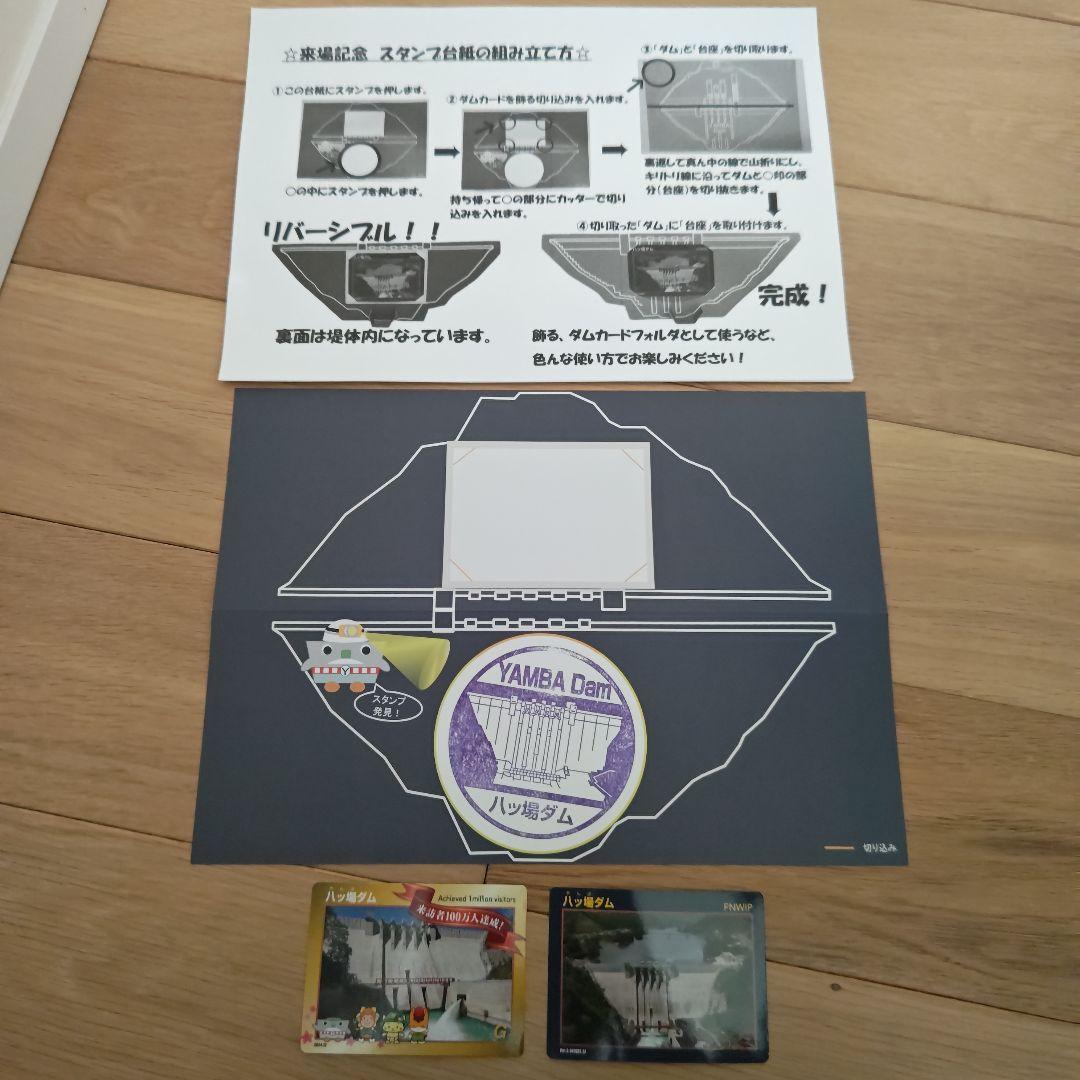 ☆来場記念 スタンプ台紙の組み立て方☆
①この台紙にスタンプを押します。
○の中にスタンプを押します。
②ダムカードを飾る切り込みを入れます。
持ち帰って○の部分にカッターで切り
込みを入れます。
③「ダム」と「台座」を切り取ります。
裏返して真ん中の線で山折りにし、
キリトリ線に沿ってダムと○印の部
分(台座)を切り抜きます。
④切り取った「ダム」に「台座」を取り付けます。
リバーシブル!!
裏面は堤体内になっています。
完成!
飾る、ダムカードフォルダとして使うなど、
色んな使い方でお楽しみください!
スタンプ
発見!
YAMBA Dam
八ッ場ダム
切り込み
八ッ場ダム
Achieved 1million visitors
来訪者100万人達成!
G
八ッ場ダム
FNWIP